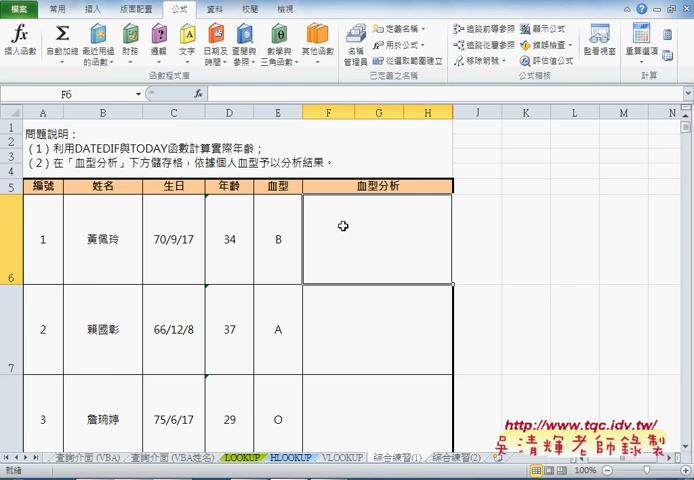 檔案 常用 插入 版面配置 公式 資料 校閱 檢視
fx Σ θ
插入函數 自動加總 最近用過的函數 財務 邏輯 文字 日期及時間 查閱與參照 數學與三角函數 其他函數 名稱管理員 定義名稱 用於公式 從選取範圍建立 追蹤前導參照 追蹤從屬參照 移除箭號 顯示公式 錯誤檢查 評估值公式 監看視窗 重算選項
函數程式庫 已定義之名稱 公式稽核 計算
F6 fx
A B C D E F G H I J K L M N
1 問題說明：
2 （1）利用DATEDIF與TODAY函數計算實際年齡；
3 （2）在「血型分析」下方儲存格，依據個人血型予以分析結果。
4
5 編號 姓名 生日 年齡 血型 血型分析
6 1 黃佩玲 70/9/17 34 B
7 2 賴國彰 66/12/8 37 A
3 詹琬婷 75/6/17 29 O
http://www.tqc.idv.tw/
吳清輝老師錄製
查詢介面 (VBA) 查詢介面 (VBA姓名) LOOKUP HLOOKUP VLOOKUP 綜合練習(1) 綜合練習(2)
就緒 100%